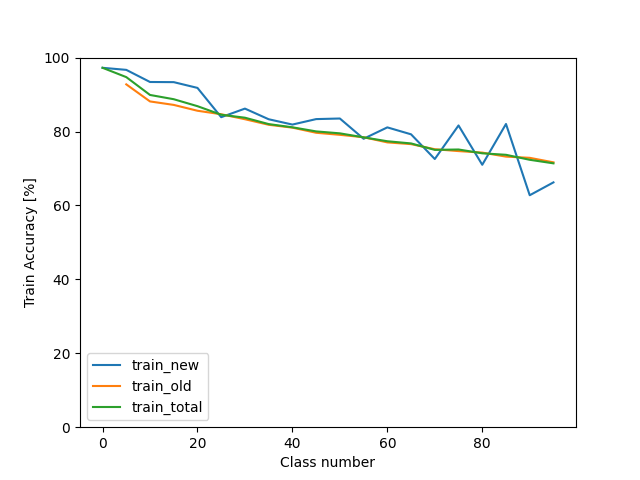 100
80
60
40
20
0
Train Accuracy [%]
train_new
train_old
train_total
0 20 40 60 80
Class number